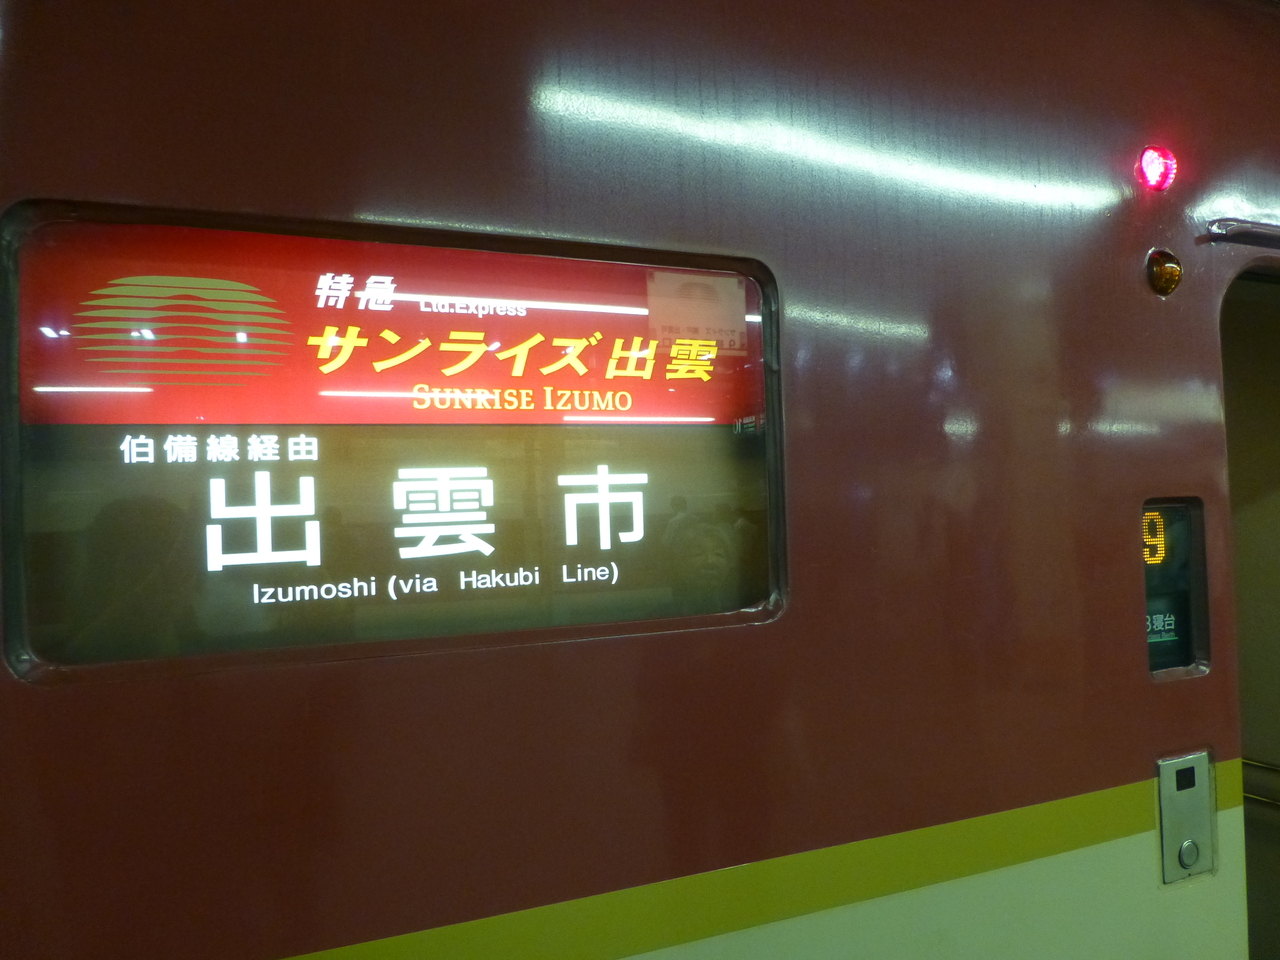 特急 Ltd.Express
サンライズ出雲
SUNRISE IZUMO
伯備線経由
出雲市
Izumoshi (via Hakubi Line)
9
B寝台